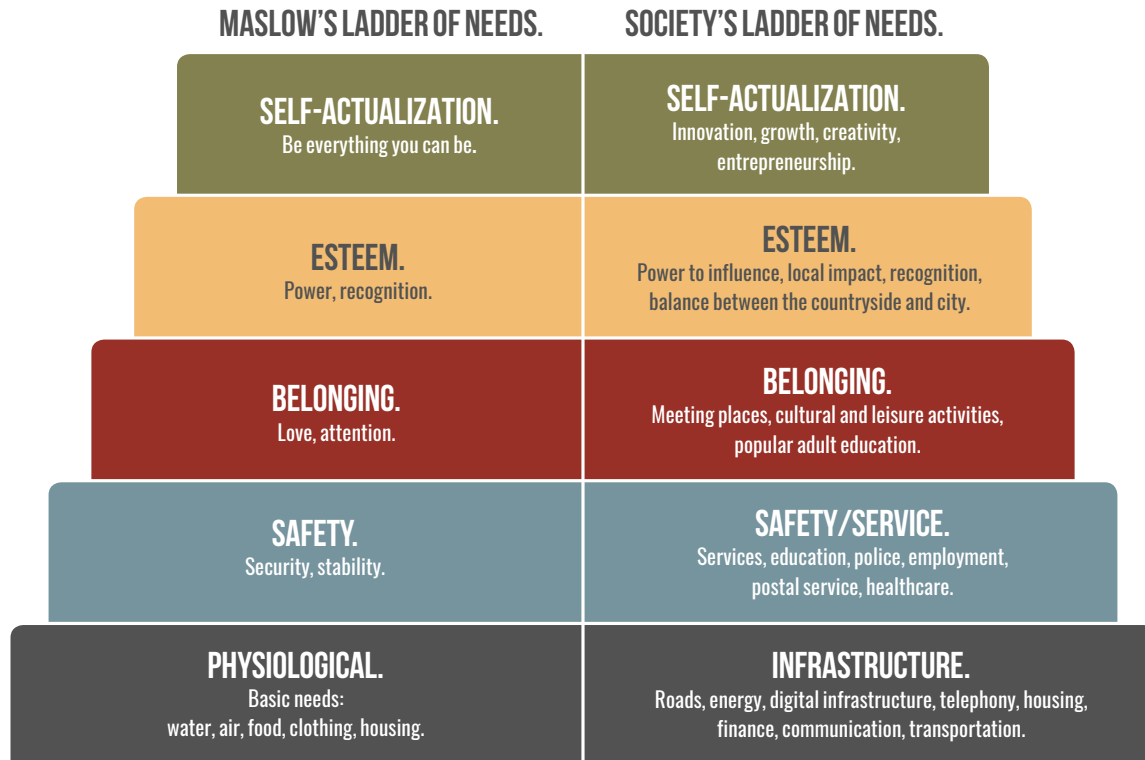 MASLOW'S LADDER OF NEEDS.
SOCIETY'S LADDER OF NEEDS.
SELF-ACTUALIZATION.
Be everything you can be.
SELF-ACTUALIZATION.
Innovation, growth, creativity,
entrepreneurship.
ESTEEM.
Power, recognition.
ESTEEM.
Power to influence, local impact, recognition,
balance between the countryside and city.
BELONGING.
Love, attention.
BELONGING.
Meeting places, cultural and leisure activities,
popular adult education.
SAFETY.
Security, stability.
SAFETY/SERVICE.
Services, education, police, employment,
postal service, healthcare.
PHYSIOLOGICAL.
Basic needs:
water, air, food, clothing, housing.
INFRASTRUCTURE.
Roads, energy, digital infrastructure, telephony, housing,
finance, communication, transportation.